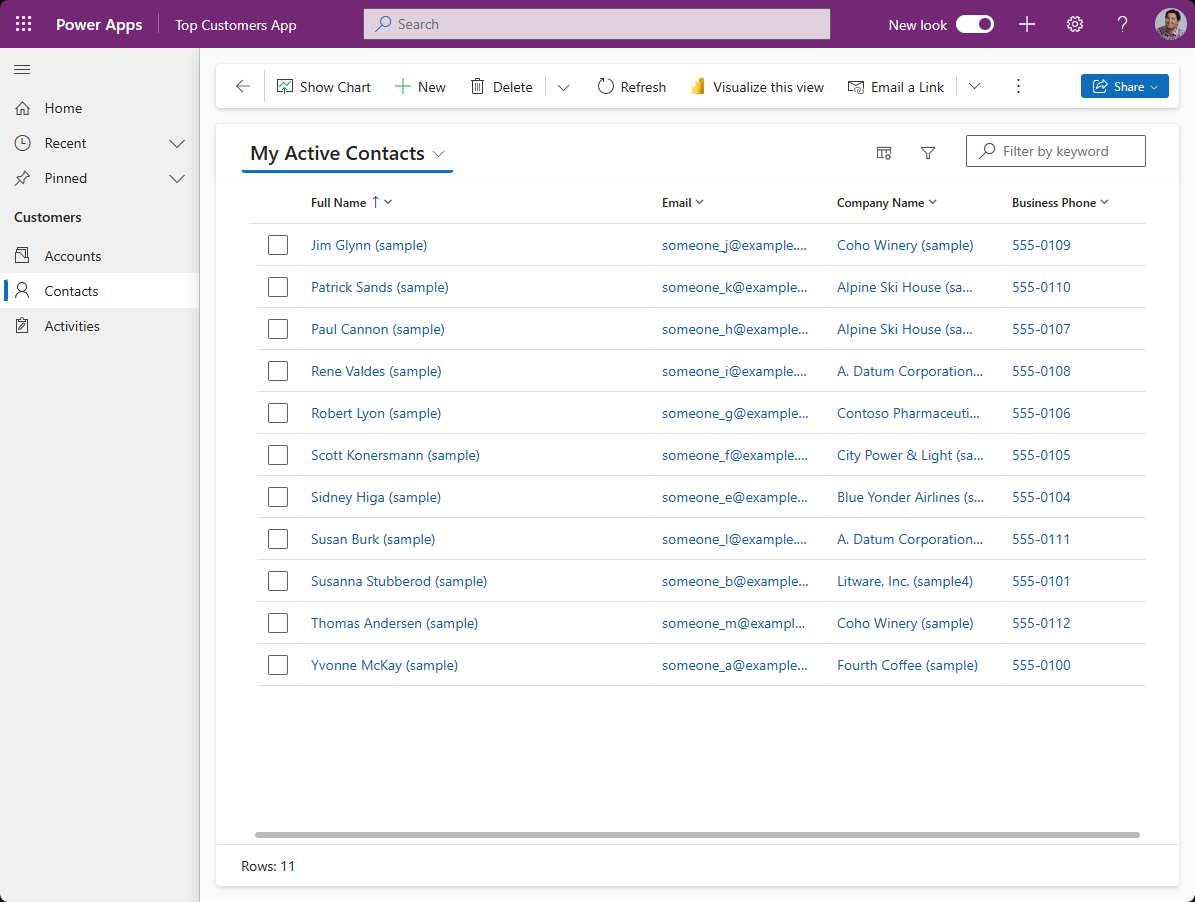 Power Apps Top Customers App Search New look
Show Chart New Delete Refresh Visualize this view Email a Link Share
Home
Recent
Pinned
Customers
Accounts
Contacts
Activities
My Active Contacts Filter by keyword
Full Name Email Company Name Business Phone
Jim Glynn (sample) someone_j@example.... Coho Winery (sample) 555-0109
Patrick Sands (sample) someone_k@example... Alpine Ski House (sa... 555-0110
Paul Cannon (sample) someone_h@example... Alpine Ski House (sa... 555-0107
Rene Valdes (sample) someone_i@example.... A. Datum Corporation... 555-0108
Robert Lyon (sample) someone_g@example... Contoso Pharmaceuti... 555-0106
Scott Konersmann (sample) someone_f@example.... City Power & Light (sa... 555-0105
Sidney Higa (sample) someone_e@example... Blue Yonder Airlines (s... 555-0104
Susan Burk (sample) someone_l@example.... A. Datum Corporation... 555-0111
Susanna Stubberod (sample) someone_b@example... Litware, Inc. (sample4) 555-0101
Thomas Andersen (sample) someone_m@exampl... Coho Winery (sample) 555-0112
Yvonne McKay (sample) someone_a@example... Fourth Coffee (sample) 555-0100
Rows: 11